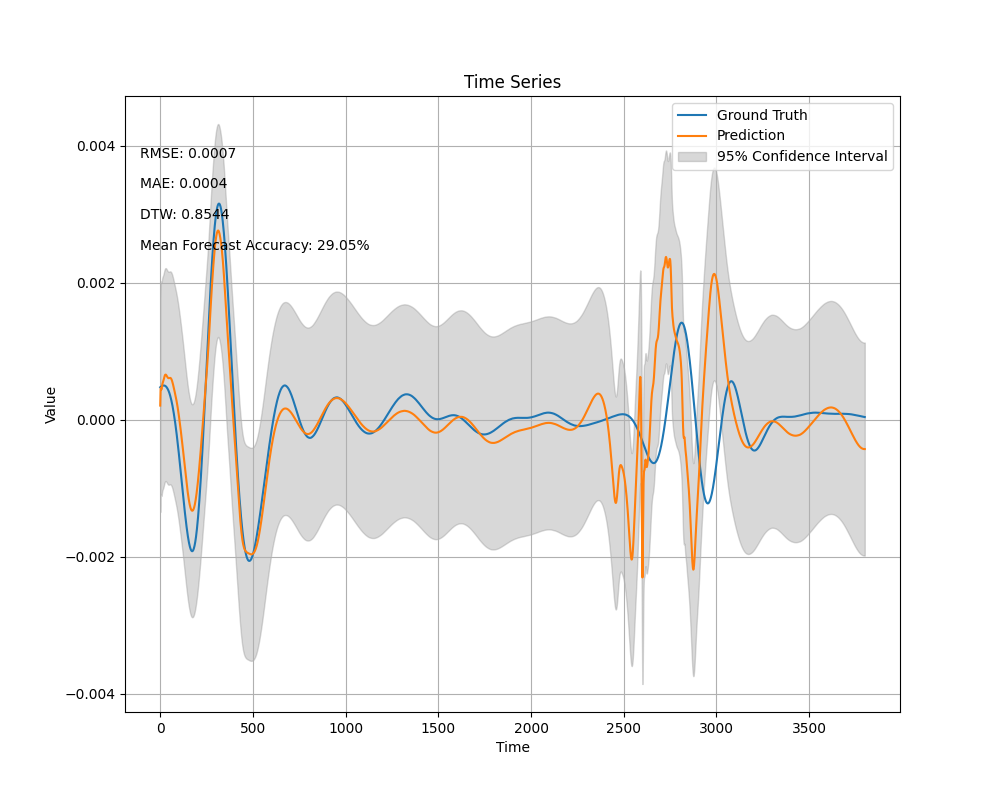 Time Series
Ground Truth
Prediction
95% Confidence Interval
RMSE: 0.0007
MAE: 0.0004
DTW: 0.8544
Mean Forecast Accuracy: 29.05%
Value
0.004
0.002
0.000
−0.002
−0.004
0 500 1000 1500 2000 2500 3000 3500
Time